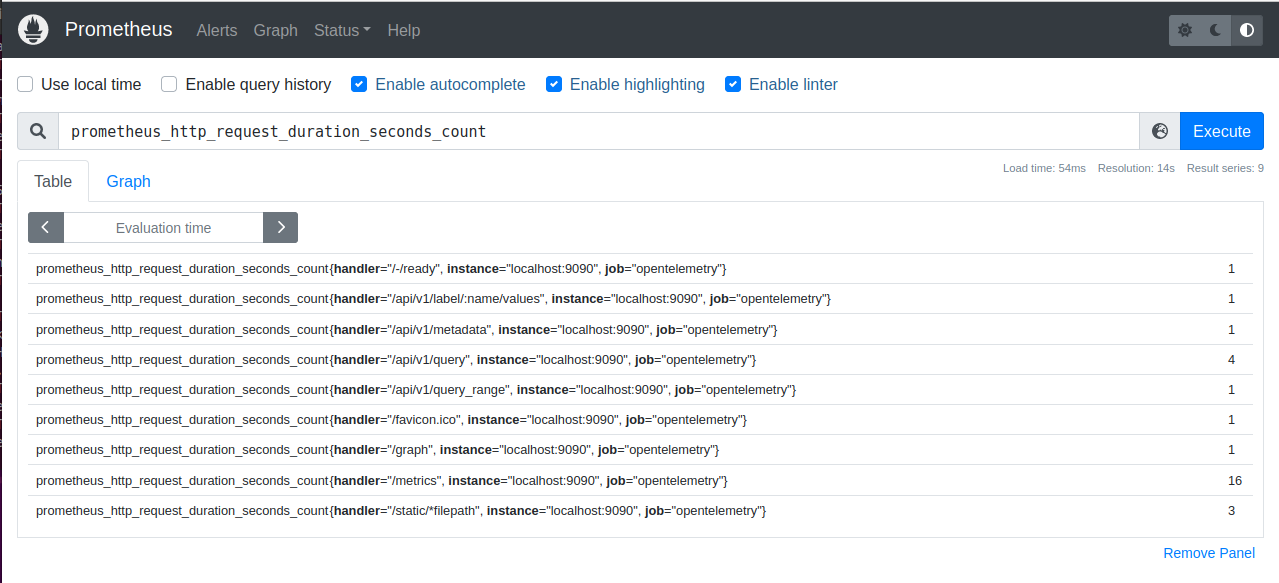 Prometheus Alerts Graph Status Help
Use local time Enable query history Enable autocomplete Enable highlighting Enable linter
prometheus_http_request_duration_seconds_count Execute
Table Graph Load time: 54ms Resolution: 14s Result series: 9
Evaluation time
prometheus_http_request_duration_seconds_count{handler="/-/ready", instance="localhost:9090", job="opentelemetry"} 1
prometheus_http_request_duration_seconds_count{handler="/api/v1/label/:name/values", instance="localhost:9090", job="opentelemetry"} 1
prometheus_http_request_duration_seconds_count{handler="/api/v1/metadata", instance="localhost:9090", job="opentelemetry"} 1
prometheus_http_request_duration_seconds_count{handler="/api/v1/query", instance="localhost:9090", job="opentelemetry"} 4
prometheus_http_request_duration_seconds_count{handler="/api/v1/query_range", instance="localhost:9090", job="opentelemetry"} 1
prometheus_http_request_duration_seconds_count{handler="/favicon.ico", instance="localhost:9090", job="opentelemetry"} 1
prometheus_http_request_duration_seconds_count{handler="/graph", instance="localhost:9090", job="opentelemetry"} 1
prometheus_http_request_duration_seconds_count{handler="/metrics", instance="localhost:9090", job="opentelemetry"} 16
prometheus_http_request_duration_seconds_count{handler="/static/*filepath", instance="localhost:9090", job="opentelemetry"} 3
Remove Panel